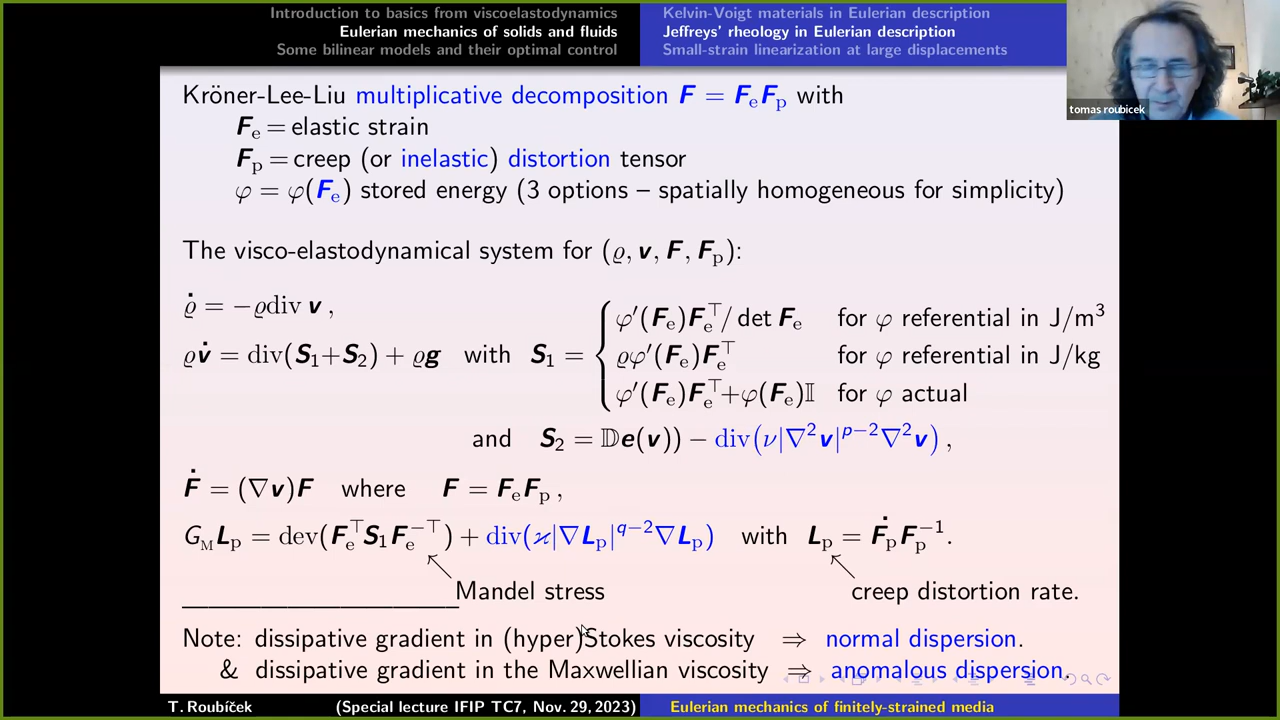 Introduction to basics from viscoelastodynamics
Eulerian mechanics of solids and fluids
Some bilinear models and their optimal control
Kelvin-Voigt materials in Eulerian description
Jeffreys' rheology in Eulerian description
Small-strain linearization at large displacements
tomas roubicek
Kröner-Lee-Liu multiplicative decomposition F = FₑFₚ with
Fₑ = elastic strain
Fₚ = creep (or inelastic) distortion tensor
φ = φ(Fₑ) stored energy (3 options – spatially homogeneous for simplicity)
The visco-elastodynamical system for (ϱ, v, F, Fₚ):
ϱ̇ = −ϱdiv v ,
ϱv̇ = div(S₁+S₂) + ϱg with S₁ = {
φ′(Fₑ)Fₑ^⊤/ det Fₑ for φ referential in J/m³
ϱφ′(Fₑ)Fₑ^⊤ for φ referential in J/kg
φ′(Fₑ)Fₑ^⊤+φ(Fₑ)𝕀 for φ actual
and S₂ = 𝔻e(v)) − div(ν|∇²v|^{p−2}∇²v) ,
Ḟ = (∇v)F where F = FₑFₚ ,
G_M Lₚ = dev(Fₑ^⊤S₁Fₑ^{−⊤}) + div(ϰ|∇Lₚ|^{q−2}∇Lₚ) with Lₚ = ḞₚFₚ^{−1}.
Mandel stress
creep distortion rate.
Note: dissipative gradient in (hyper)Stokes viscosity ⇒ normal dispersion.
& dissipative gradient in the Maxwellian viscosity ⇒ anomalous dispersion.
T. Roubíček
(Special lecture IFIP TC7, Nov. 29, 2023)
Eulerian mechanics of finitely-strained media